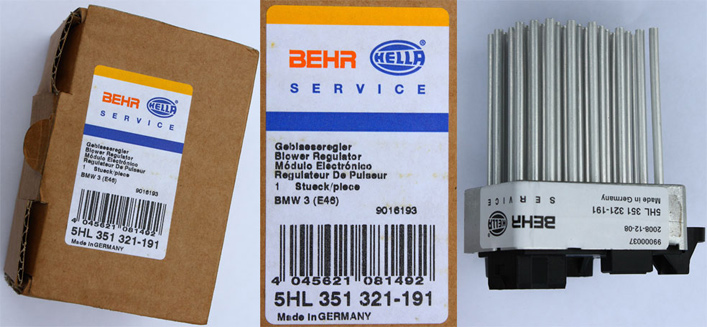 BEHR HELLA
SERVICE
Geblaeseregler
Blower Regulator
Módulo Electrónico
Regulateur De Pulseur
1 Stueck/piece
BMW 3 (E46)
9016193
4 045621 081492
5HL 351 321-191
Made in GERMANY
BEHR HELLA
SERVICE
Geblaeseregler
Blower Regulator
Módulo Electrónico
Regulateur De Pulseur
1 Stueck/piece
BMW 3 (E46)
9016193
4 045621 081492
5HL 351 321-191
Made in GERMANY
BEHR HELLA
SERVICE
5HL 351 321-191
Made in Germany
2008-12-08
99000037